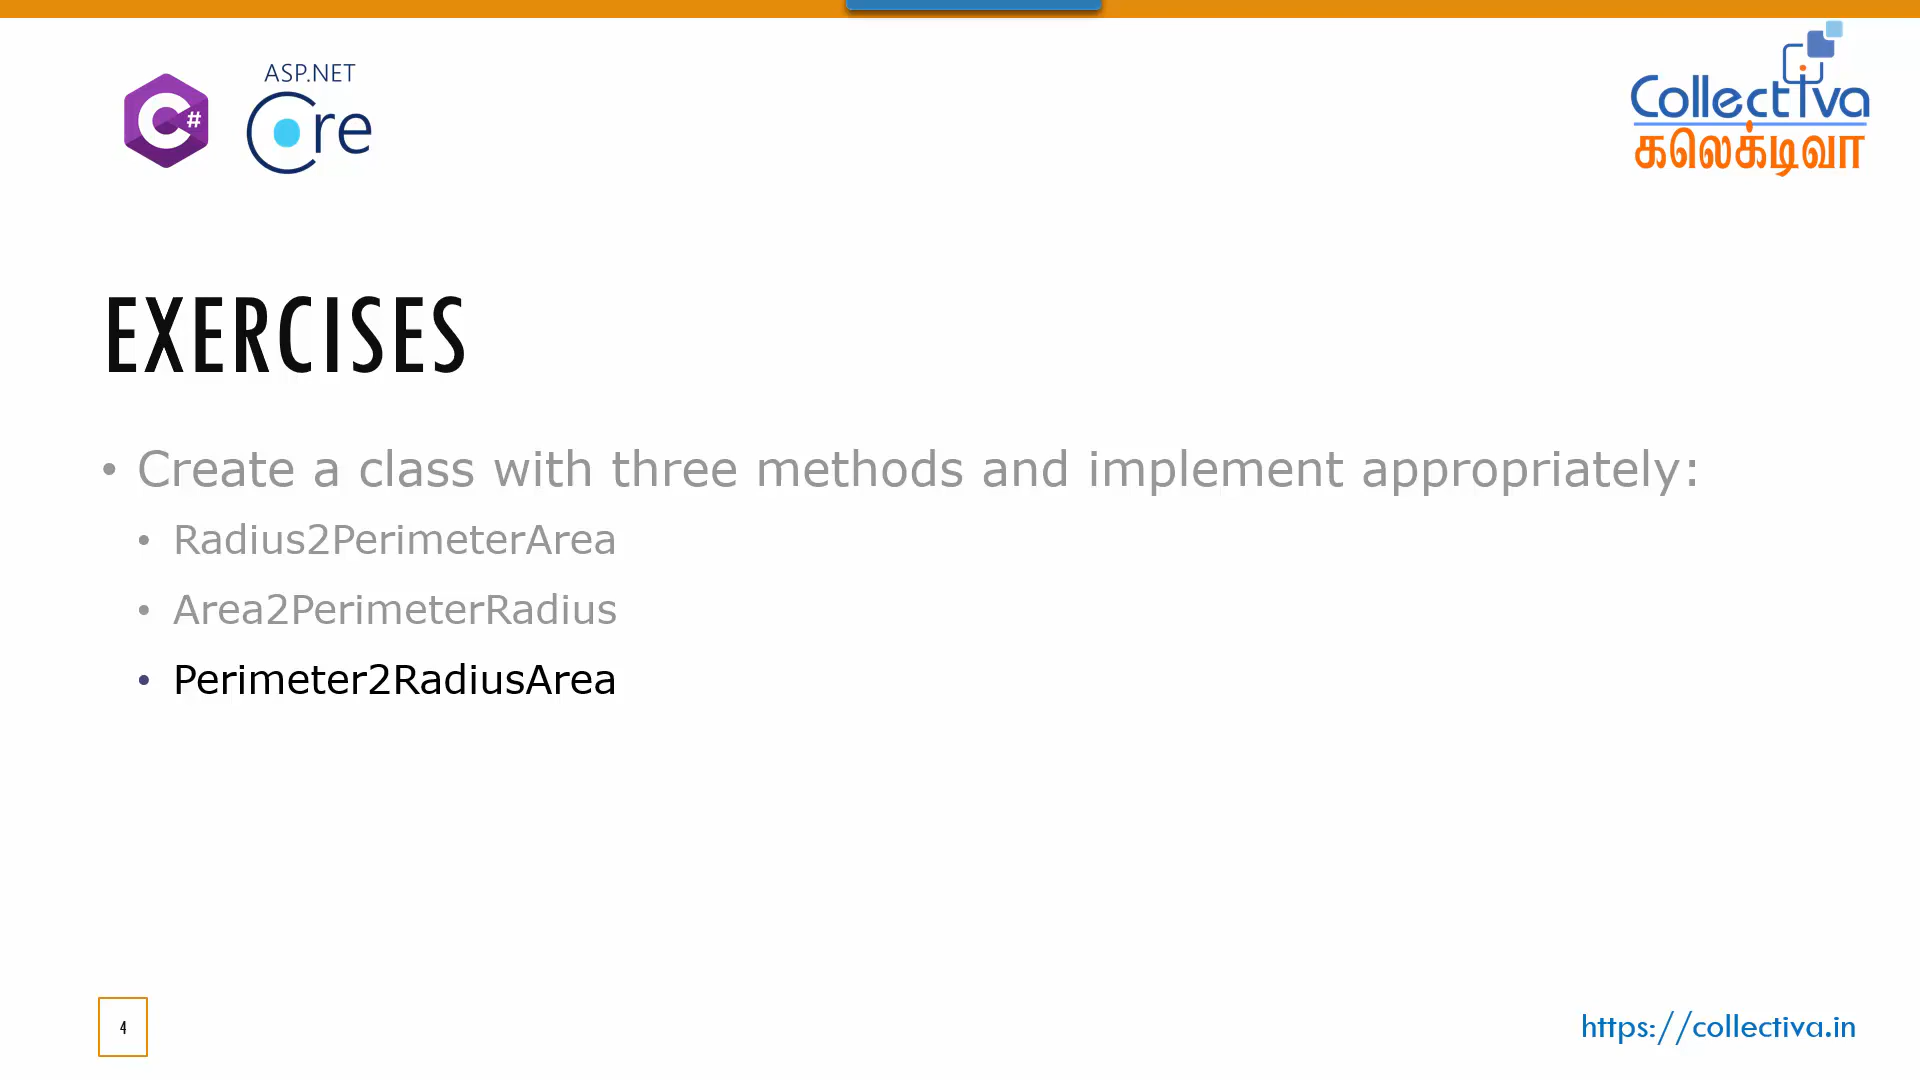 ASP.NET
Core
C#
Collectiva
கலெக்டிவா
EXERCISES
• Create a class with three methods and implement appropriately:
• Radius2PerimeterArea
• Area2PerimeterRadius
• Perimeter2RadiusArea
4
https://collectiva.in